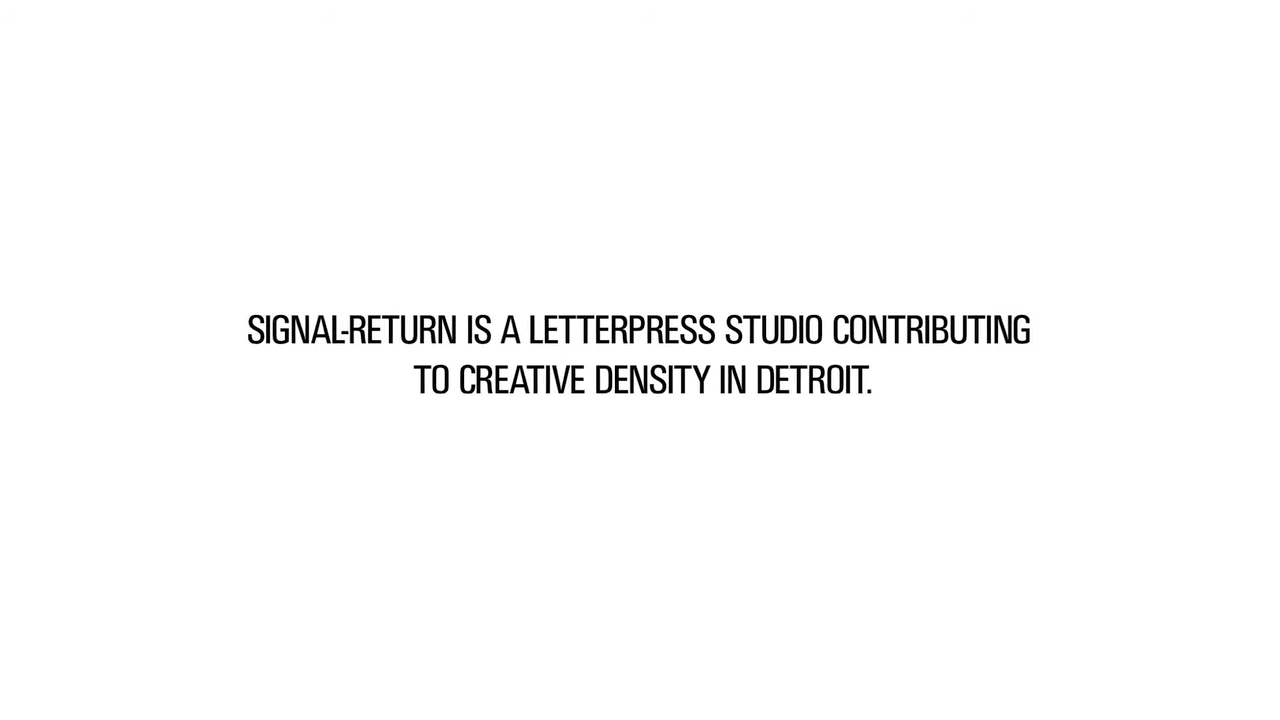 SIGNAL-RETURN IS A LETTERPRESS STUDIO CONTRIBUTING
TO CREATIVE DENSITY IN DETROIT.